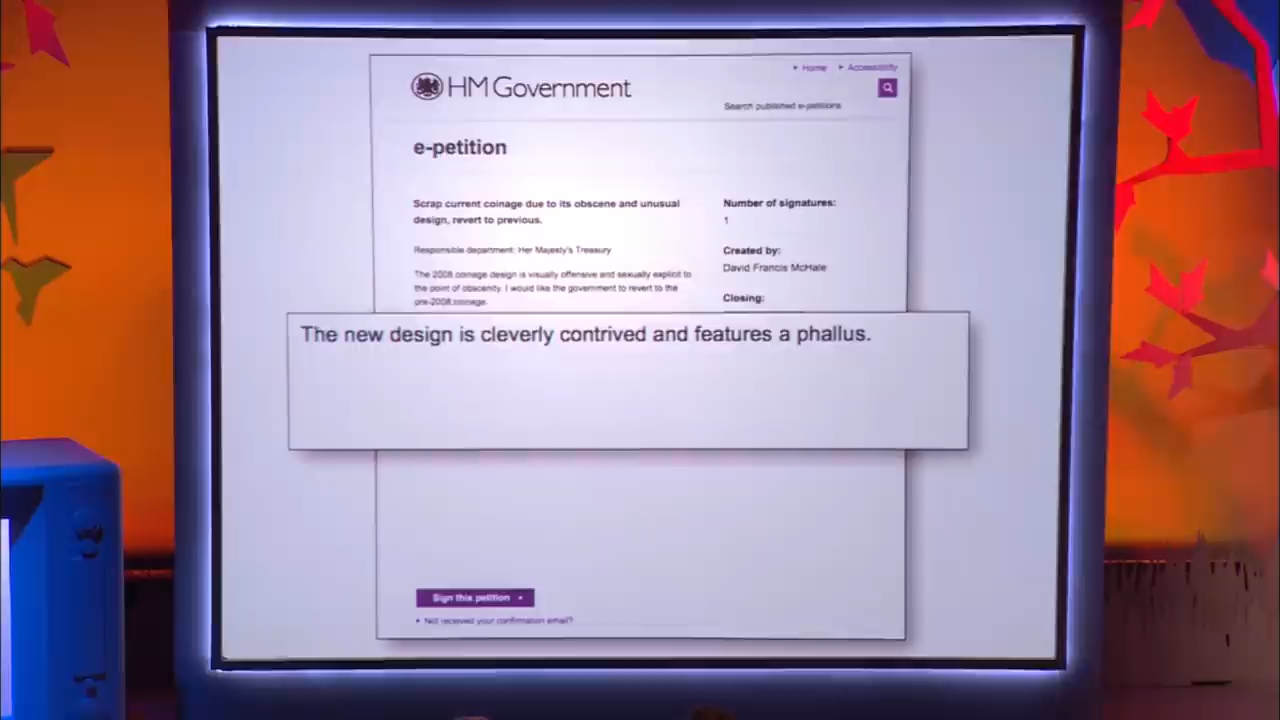 HM Government
Home
Accessibility
Search published e-petitions
e-petition
Scrap current coinage due to its obscene and unusual
design, revert to previous.
Responsible department: Her Majesty's Treasury
The 2008 coinage design is visually offensive and sexually explicit to
the point of obscenity. I would like the government to revert to the
pre-2008 coinage.
Number of signatures:
1
Created by:
David Francis McHale
Closing:
The new design is cleverly contrived and features a phallus.
Sign this petition
Not received your confirmation email?